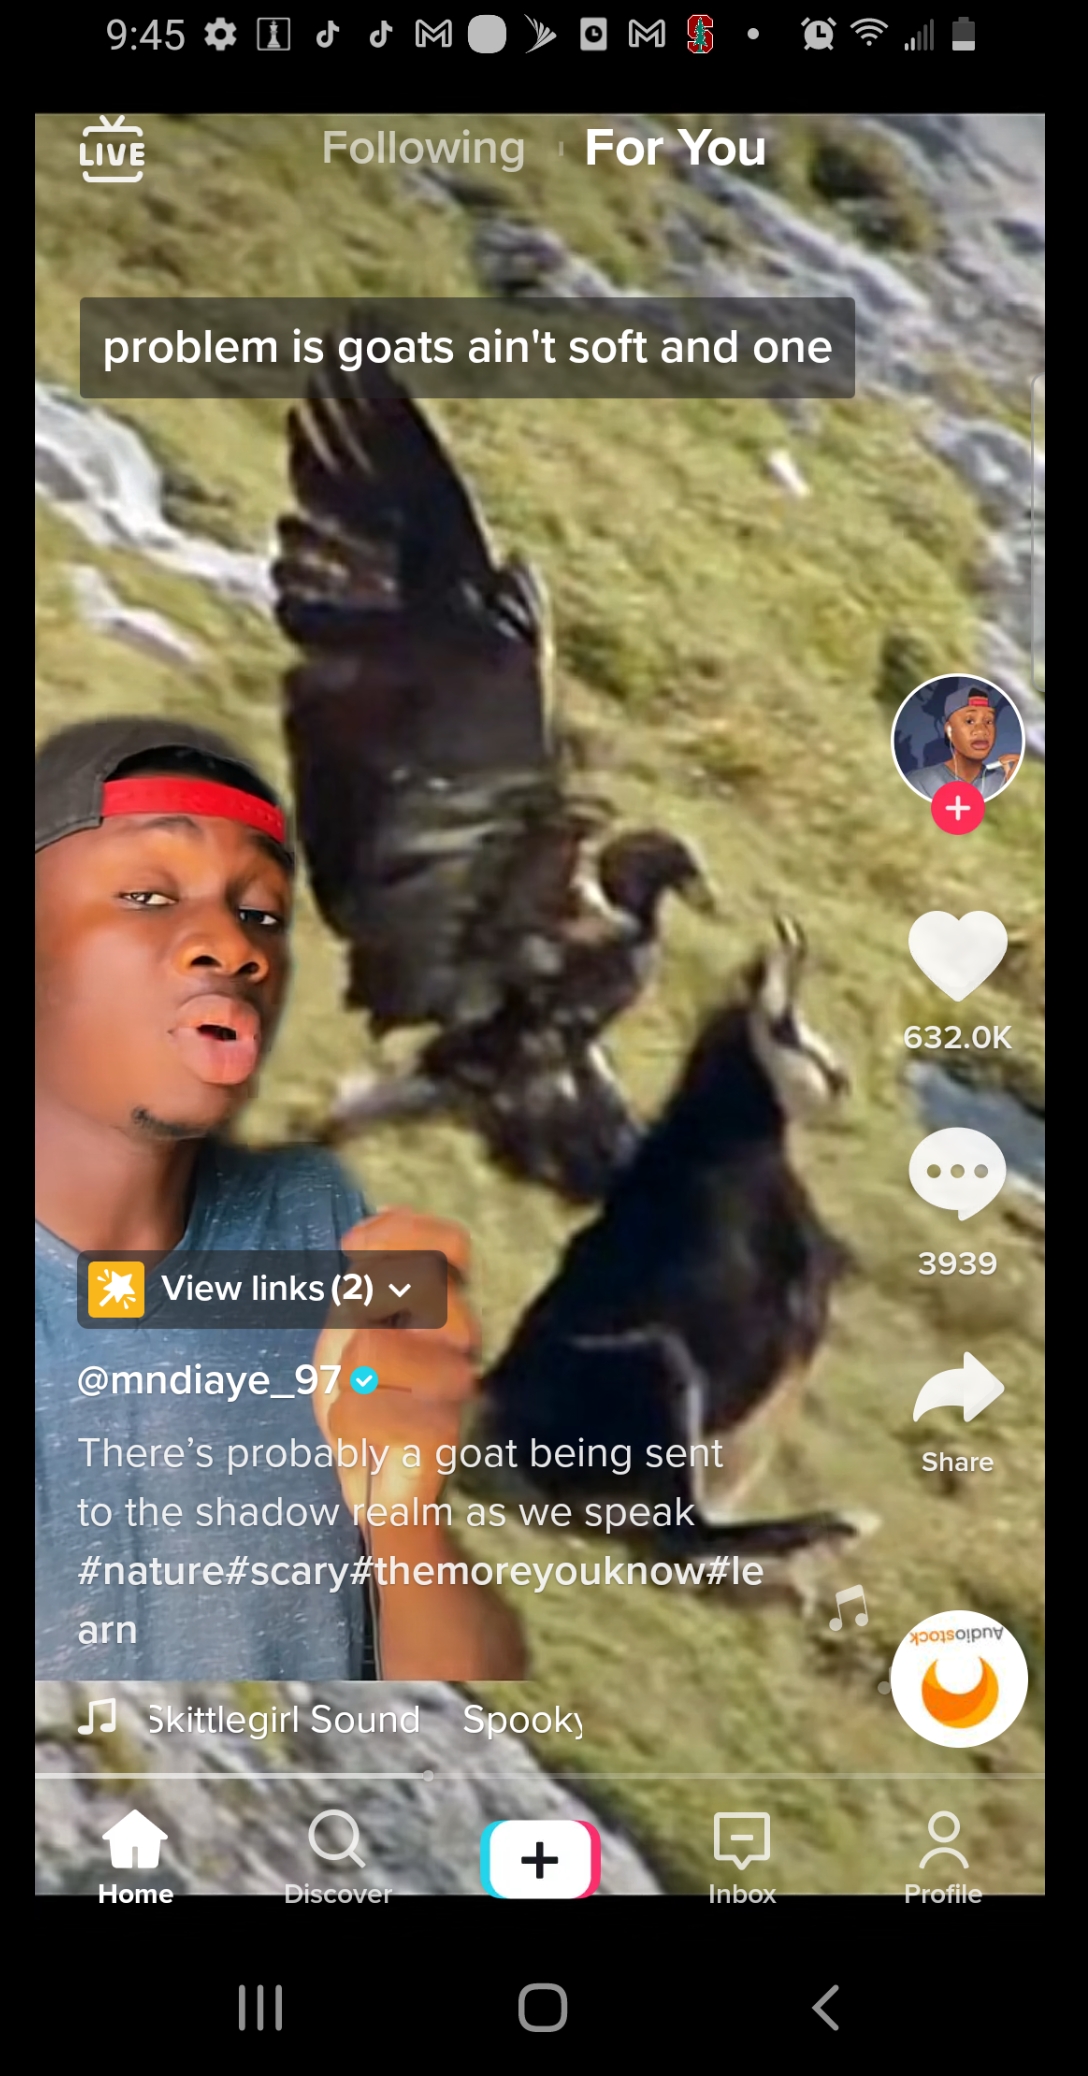 9:45
LIVE
Following
For You
problem is goats ain't soft and one
632.0K
3939
View links (2)
@mndiaye_97
Share
There’s probably a goat being sent
to the shadow realm as we speak
#nature#scary#themoreyouknow#le
arn
Audiostock
Skittlegirl Sound Spooky
Home
Discover
Inbox
Profile